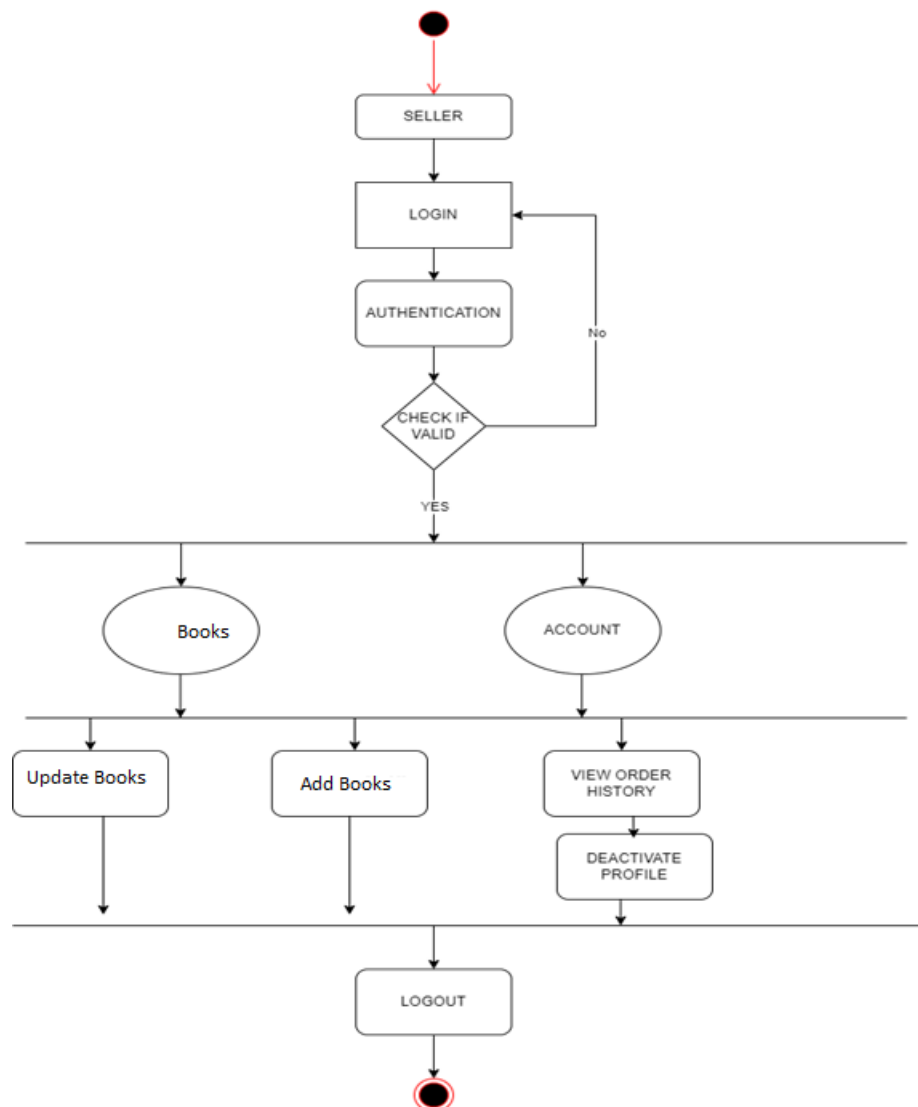 SELLER
LOGIN
AUTHENTICATION
No
CHECK IF
VALID
YES
Books
ACCOUNT
Update Books
Add Books
VIEW ORDER
HISTORY
DEACTIVATE
PROFILE
LOGOUT